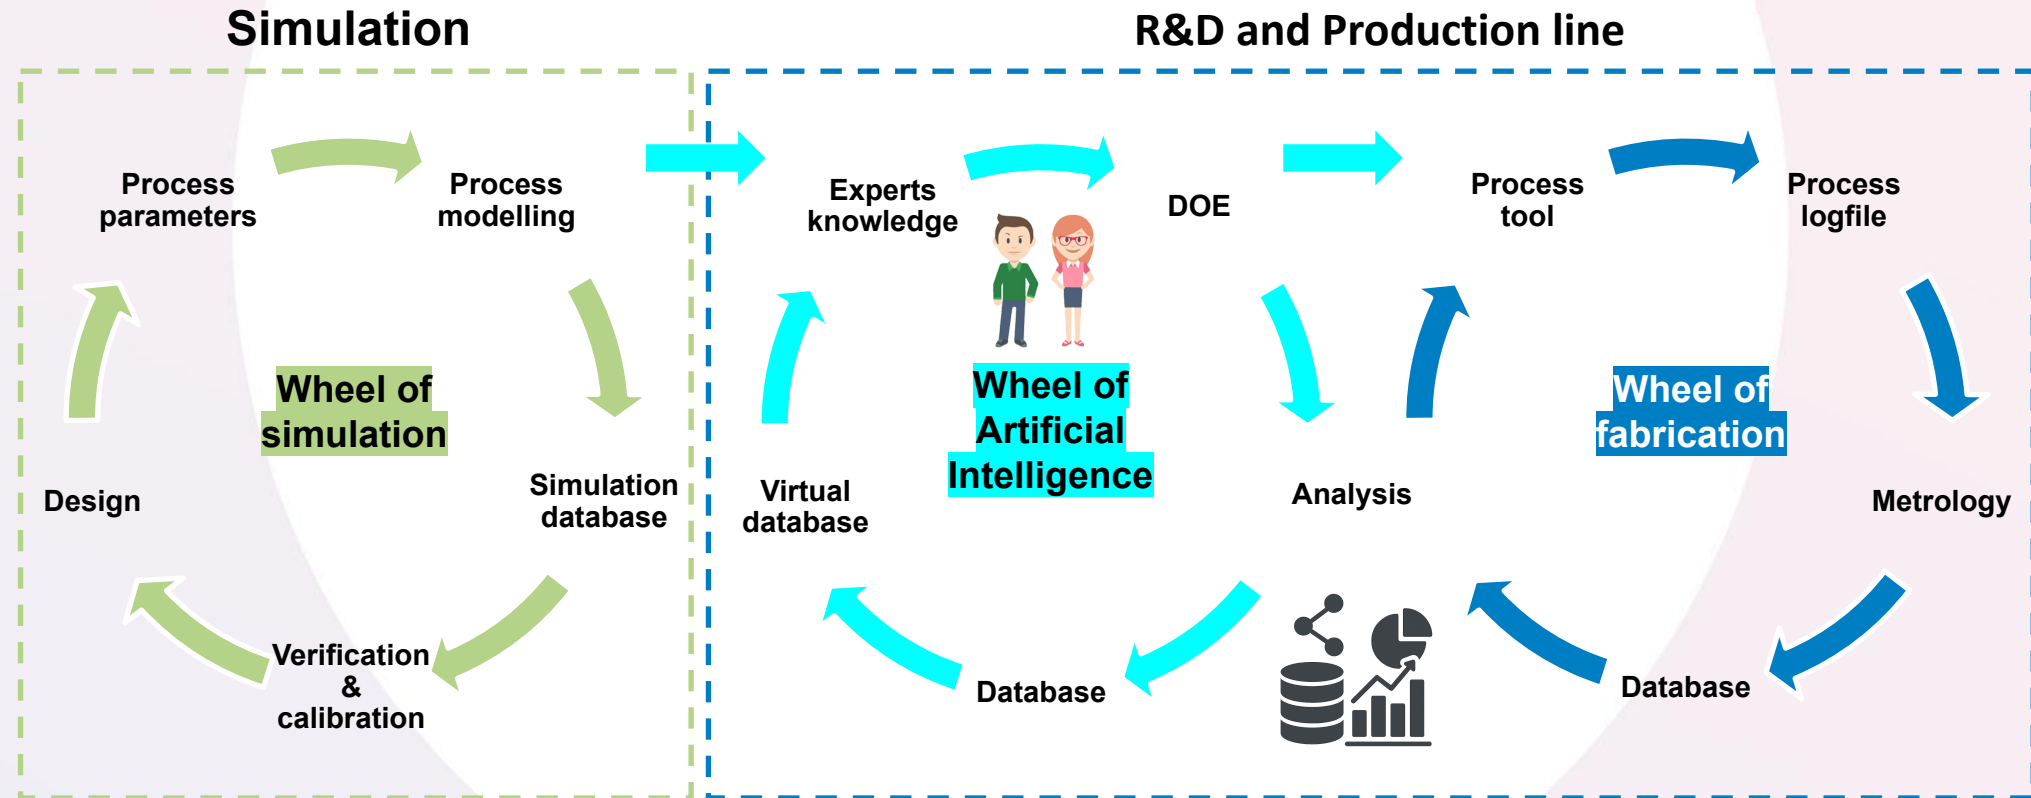 Simulation
R&D and Production line
Process
parameters
Process
modelling
Experts
knowledge
DOE
Process
tool
Process
logfile
Wheel of
simulation
Wheel of
Artificial
Intelligence
Wheel of
fabrication
Design
Simulation
database
Virtual
database
Analysis
Metrology
Verification
&
calibration
Database
Database